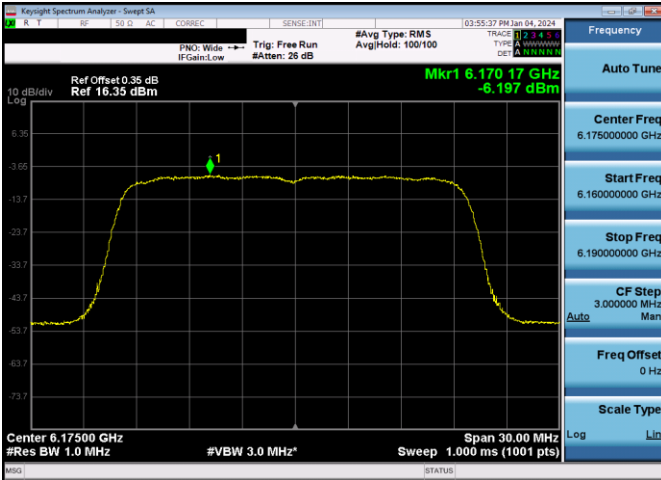 Keysight Spectrum Analyzer - Swept SA
R T RF 50 Ω AC CORREC SENSE:INT 03:55:37 PM Jan 04, 2024
#Avg Type: RMS
Avg|Hold: 100/100
TRACE 1 2 3 4 5 6
TYPE A WWWWW
DET A N N N N N
PNO: Wide
IFGain:Low
Trig: Free Run
#Atten: 26 dB
Mkr1 6.170 17 GHz
-6.197 dBm
Ref Offset 0.35 dB
Ref 16.35 dBm
10 dB/div
Log
1
6.35
-3.65
-13.7
-23.7
-33.7
-43.7
-53.7
-63.7
-73.7
Center 6.17500 GHz
Span 30.00 MHz
#Res BW 1.0 MHz
#VBW 3.0 MHz*
Sweep 1.000 ms (1001 pts)
MSG
STATUS
Frequency
Auto Tune
Center Freq
6.175000000 GHz
Start Freq
6.160000000 GHz
Stop Freq
6.190000000 GHz
CF Step
3.000000 MHz
Auto Man
Freq Offset
0 Hz
Scale Type
Log Lin